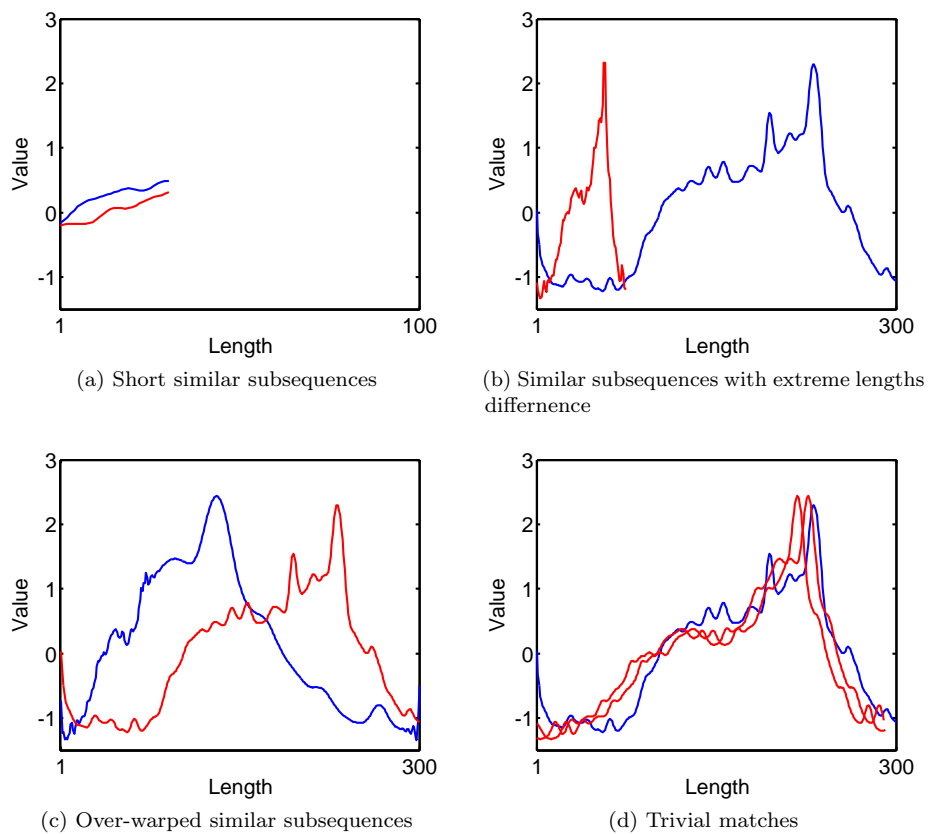 3
2
1
0
-1
Value
1
100
Length
(a) Short similar subsequences
3
2
1
0
-1
Value
1
300
Length
(b) Similar subsequences with extreme lengths
differnence
3
2
1
0
-1
Value
1
300
Length
(c) Over-warped similar subsequences
3
2
1
0
-1
Value
1
300
Length
(d) Trivial matches